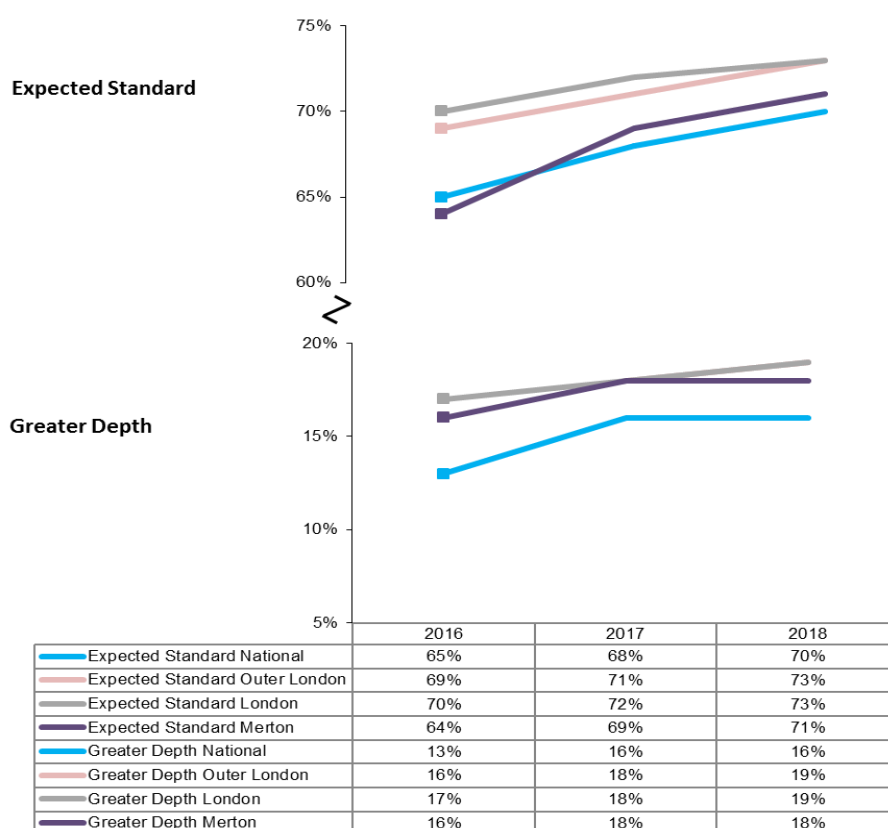 75%
Expected Standard
70%
65%
60%
20%
Greater Depth
15%
10%
5%
2016 2017 2018
Expected Standard National 65% 68% 70%
Expected Standard Outer London 69% 71% 73%
Expected Standard London 70% 72% 73%
Expected Standard Merton 64% 69% 71%
Greater Depth National 13% 16% 16%
Greater Depth Outer London 16% 18% 19%
Greater Depth London 17% 18% 19%
Greater Depth Merton 16% 18% 18%